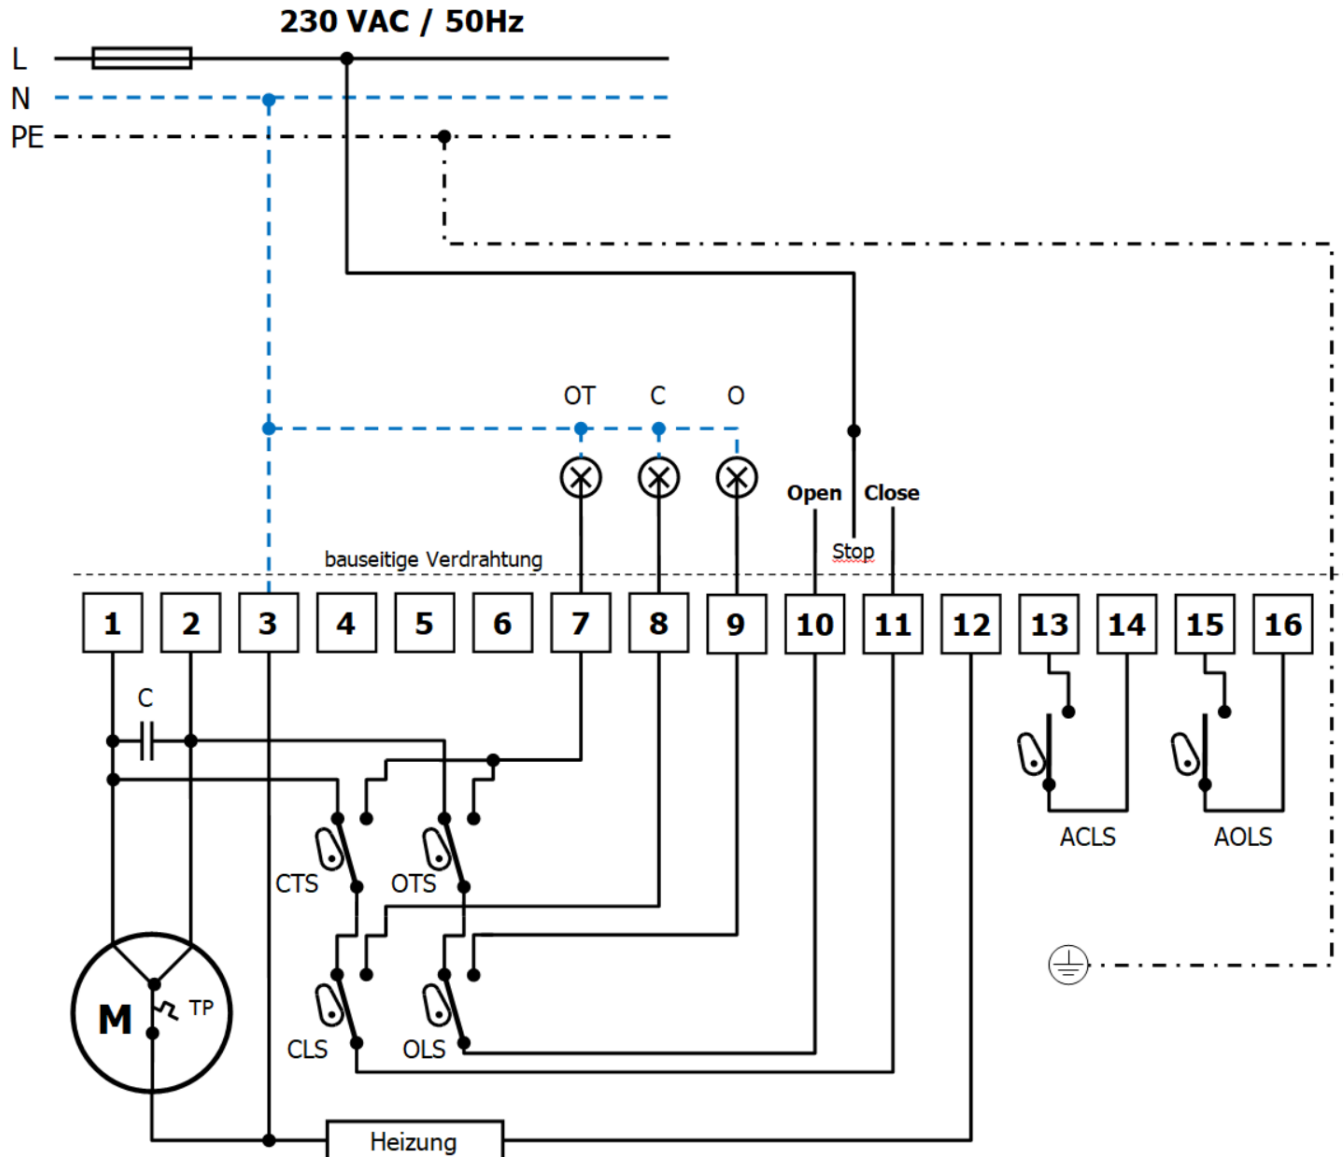 230 VAC / 50Hz
L
N
PE
OT C O
Open Close
Stop
bauseitige Verdrahtung
1 2 3 4 5 6 7 8 9 10 11 12 13 14 15 16
C
ACLS AOLS
CTS OTS
M TP
CLS OLS
Heizung